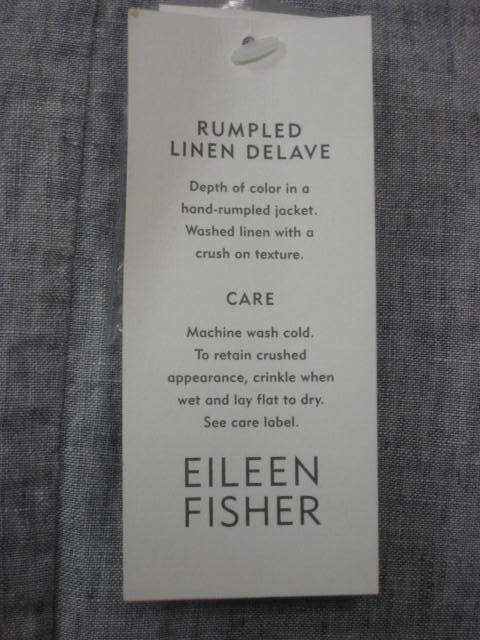 RUMPLED
LINEN DELAVE
Depth of color in a
hand-rumpled jacket.
Washed linen with a
crush on texture.
CARE
Machine wash cold.
To retain crushed
appearance, crinkle when
wet and lay flat to dry.
See care label.
EILEEN
FISHER